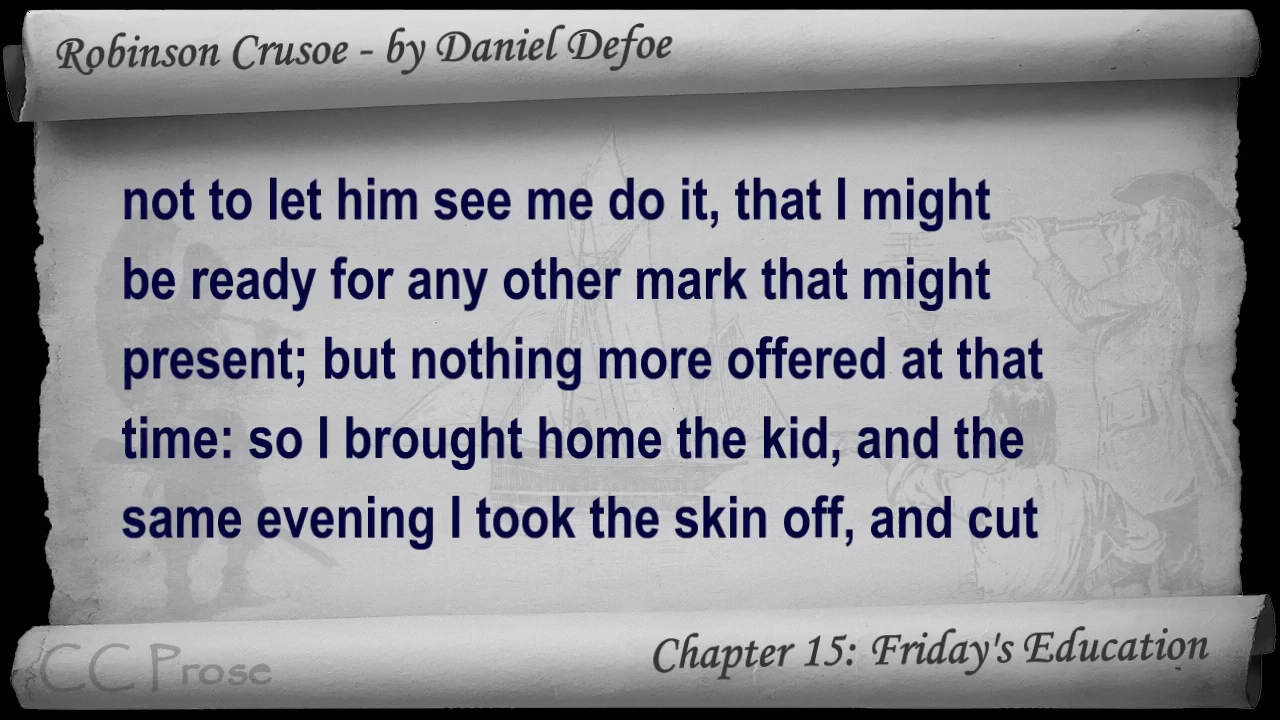 Robinson Crusoe - by Daniel Defoe
not to let him see me do it, that I might
be ready for any other mark that might
present; but nothing more offered at that
time: so I brought home the kid, and the
same evening I took the skin off, and cut
CC Prose
Chapter 15: Friday's Education